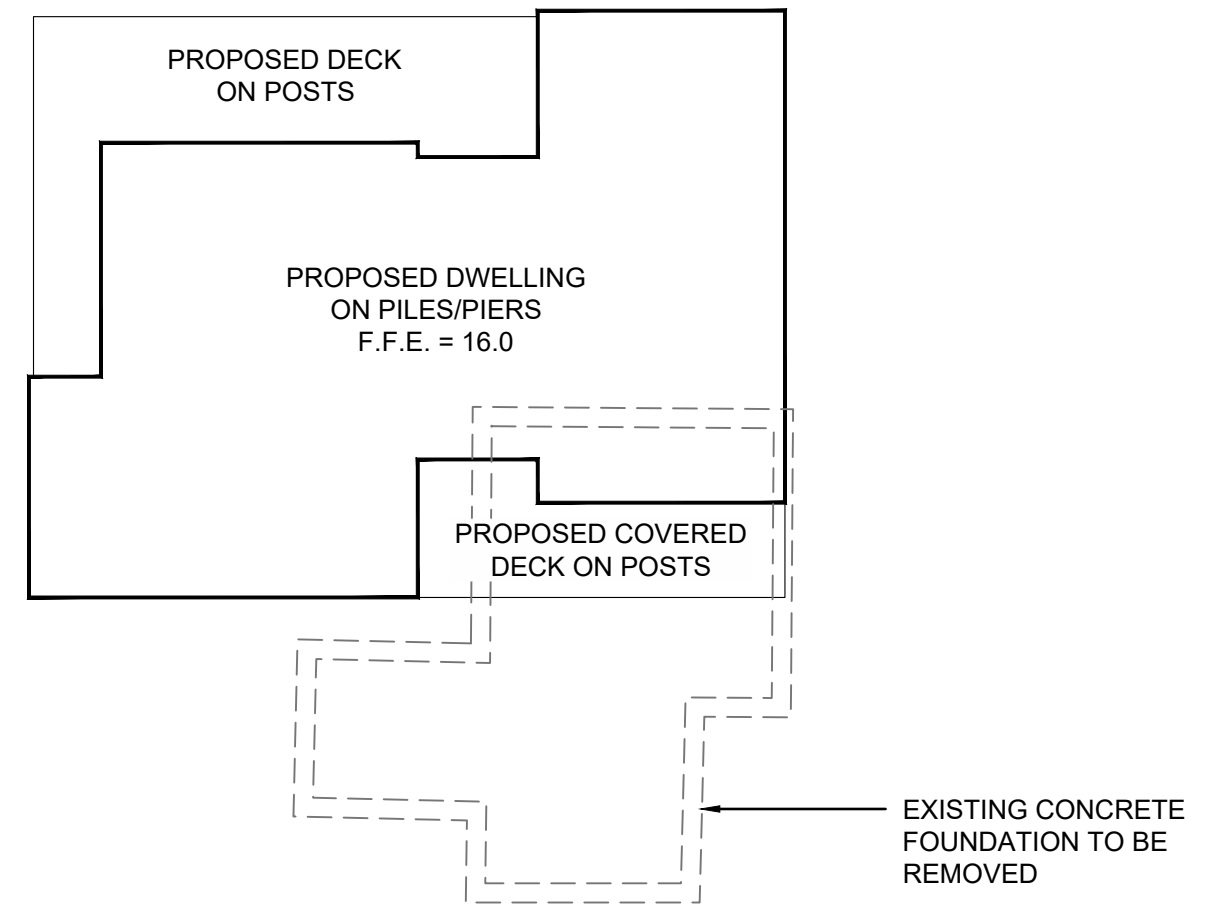 PROPOSED DECK
ON POSTS
PROPOSED DWELLING
ON PILES/PIERS
F.F.E. = 16.0
PROPOSED COVERED
DECK ON POSTS
EXISTING CONCRETE
FOUNDATION TO BE
REMOVED